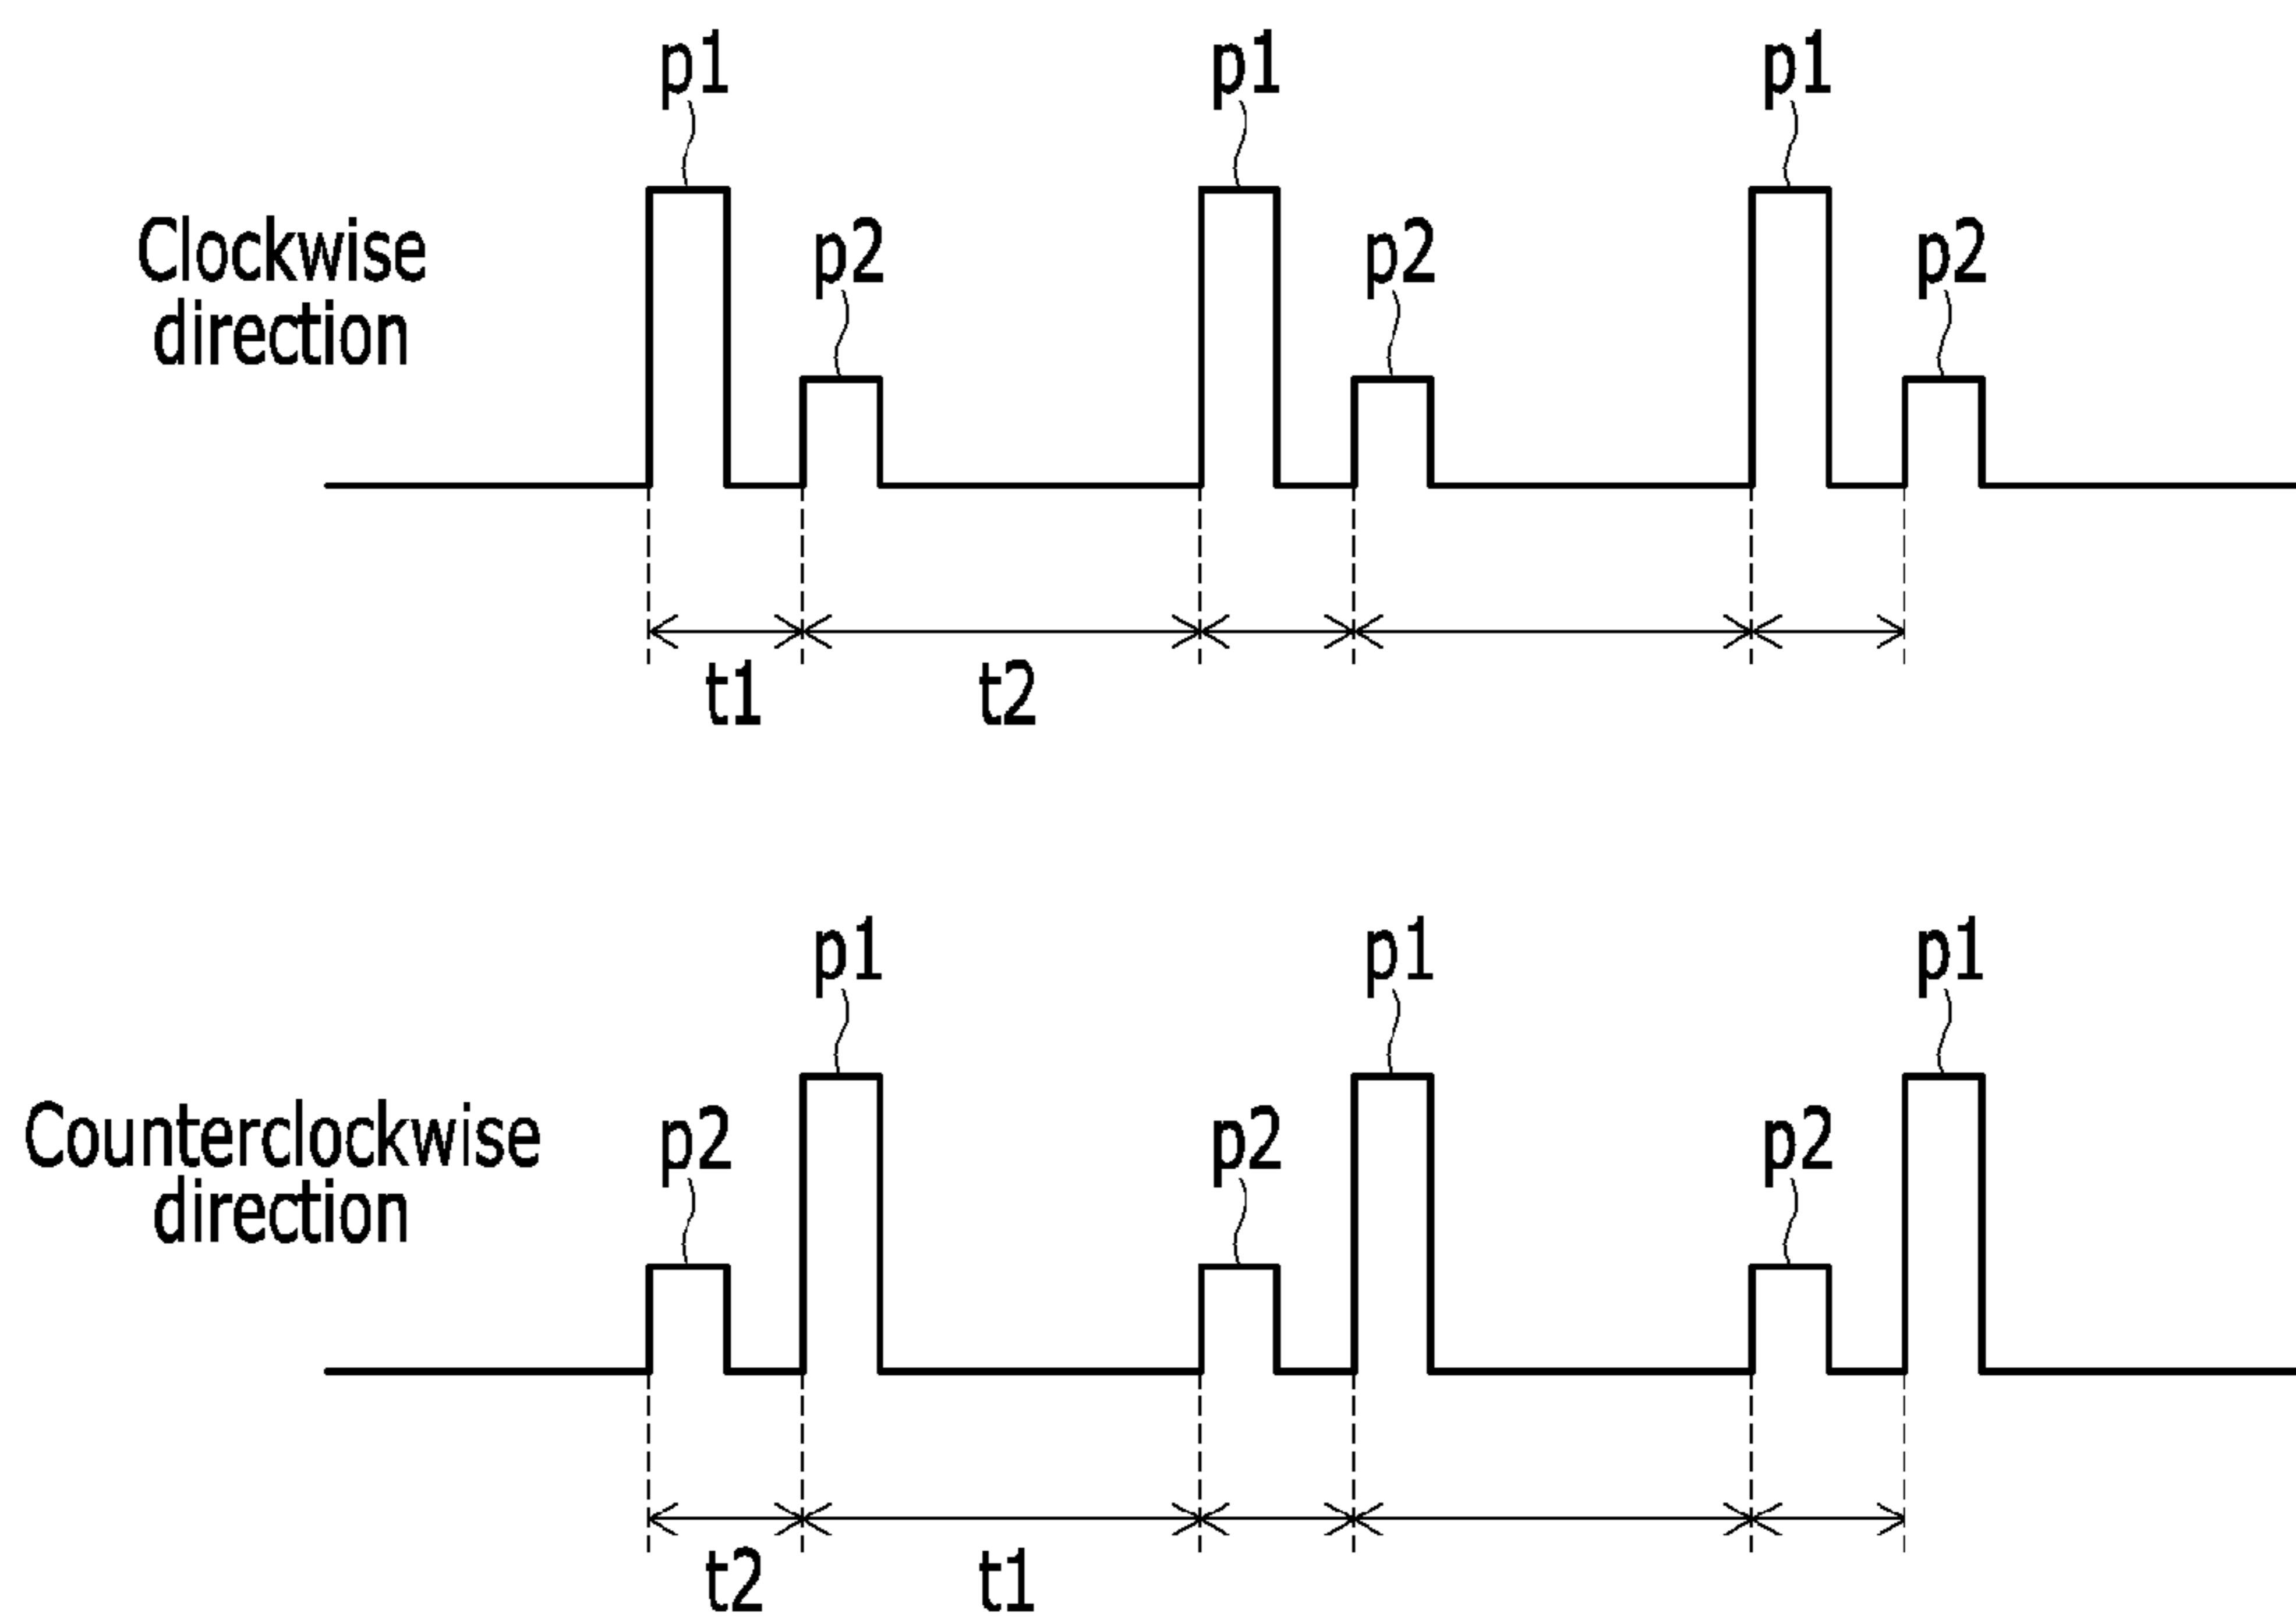 p1 p1 p1
Clockwise
direction
p2 p2 p2
t1 t2
p1 p1 p1
Counterclockwise
direction
p2 p2 p2
t2 t1